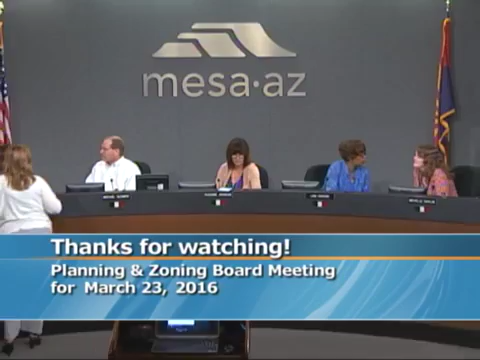 mesa·az
Thanks for watching!
Planning & Zoning Board Meeting
for March 23, 2016